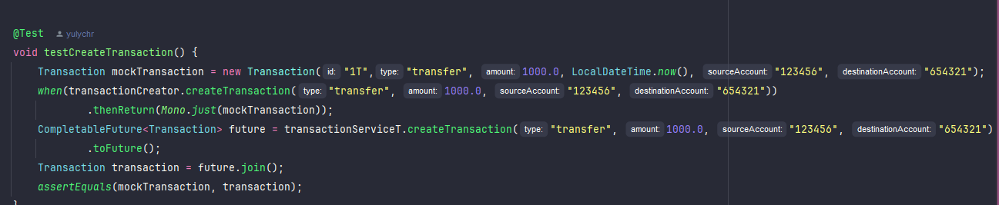 @Test yulychr
void testCreateTransaction() {
Transaction mockTransaction = new Transaction( id: "1T", type: "transfer", amount: 1000.0, LocalDateTime.now(), sourceAccount: "123456", destinationAccount: "654321");
when(transactionCreator.createTransaction( type: "transfer", amount: 1000.0, sourceAccount: "123456", destinationAccount: "654321"))
.thenReturn(Mono.just(mockTransaction));
CompletableFuture<Transaction> future = transactionServiceT.createTransaction( type: "transfer", amount: 1000.0, sourceAccount: "123456", destinationAccount: "654321")
.toFuture();
Transaction transaction = future.join();
assertEquals(mockTransaction, transaction);
}